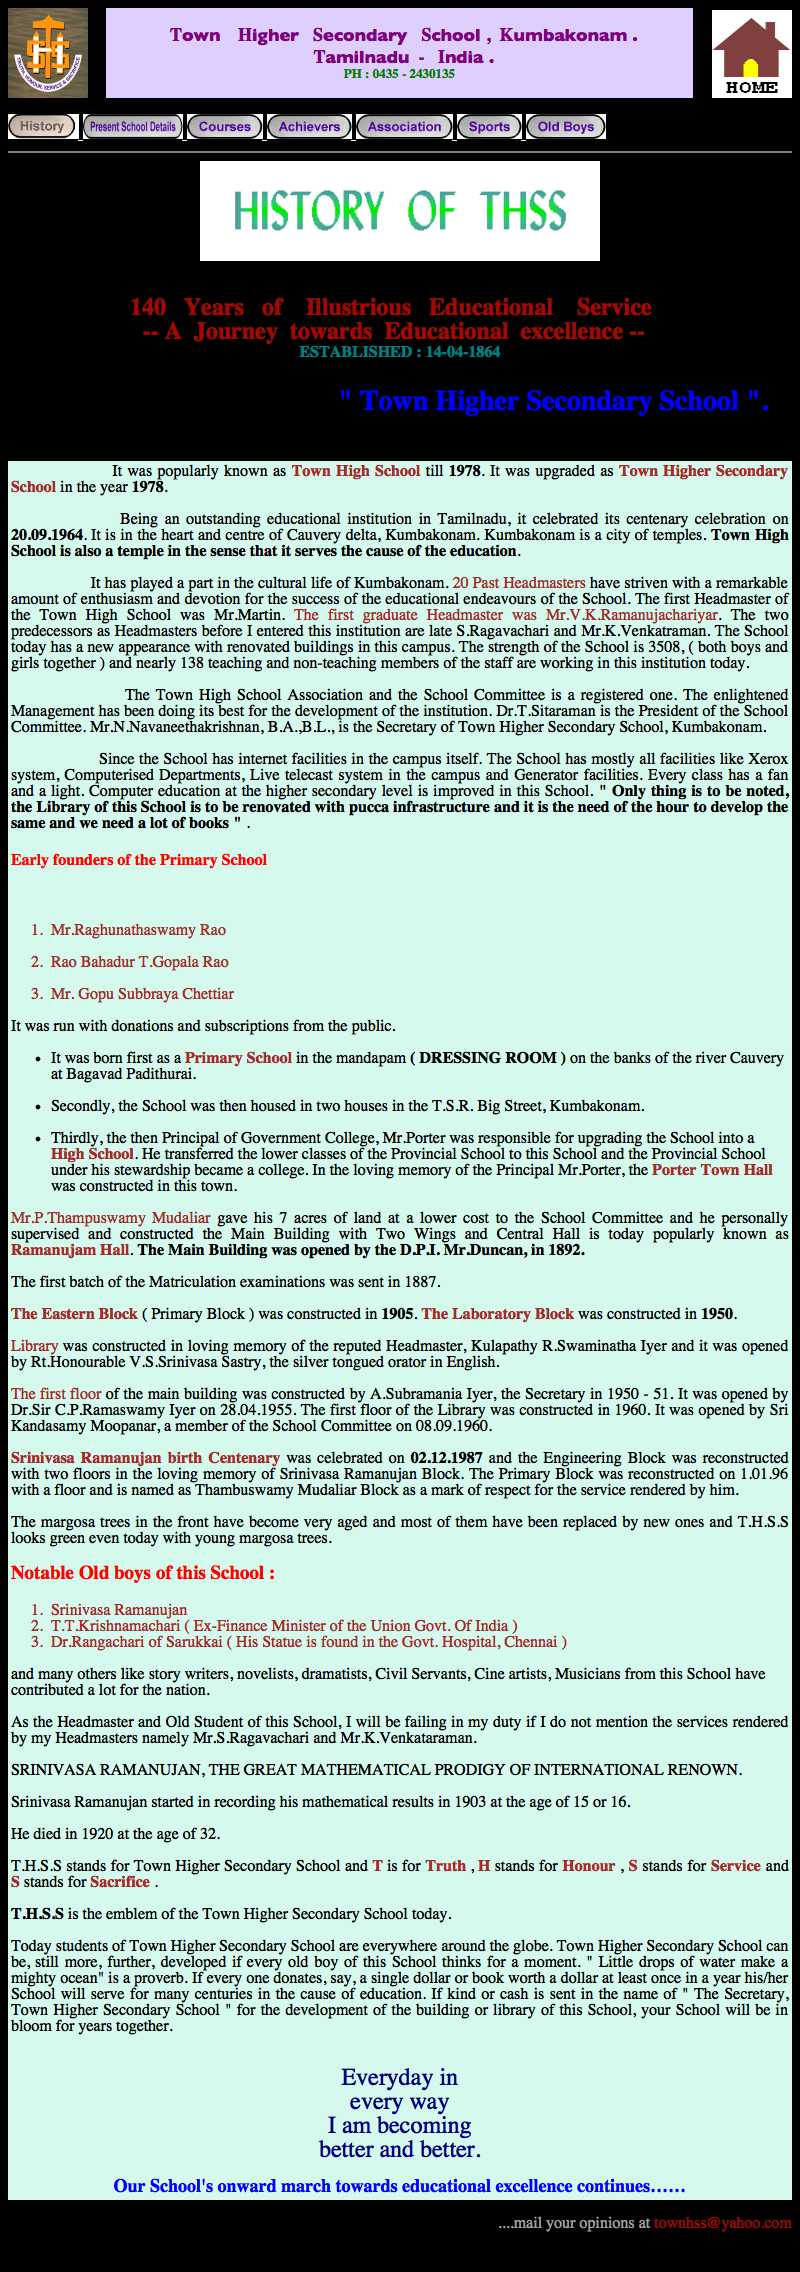 Town Higher Secondary School , Kumbakonam .
Tamilnadu - India .
PH : 0435 - 2430135
HOME
History
Present School Details
Courses
Achievers
Association
Sports
Old Boys
HISTORY OF THSS
140 Years of Illustrious Educational Service
-- A Journey towards Educational excellence --
ESTABLISHED : 14-04-1864
" Town Higher Secondary School ".
It was popularly known as Town High School till 1978. It was upgraded as Town Higher Secondary
School in the year 1978.
Being an outstanding educational institution in Tamilnadu, it celebrated its centenary celebration on
20.09.1964. It is in the heart and centre of Cauvery delta, Kumbakonam. Kumbakonam is a city of temples. Town High
School is also a temple in the sense that it serves the cause of the education.
It has played a part in the cultural life of Kumbakonam. 20 Past Headmasters have striven with a remarkable
amount of enthusiasm and devotion for the success of the educational endeavours of the School. The first Headmaster of
the Town High School was Mr.Martin. The first graduate Headmaster was Mr.V.K.Ramanujachariyar. The two
predecessors as Headmasters before I entered this institution are late S.Ragavachari and Mr.K.Venkatraman. The School
today has a new appearance with renovated buildings in this campus. The strength of the School is 3508, ( both boys and
girls together ) and nearly 138 teaching and non-teaching members of the staff are working in this institution today.
The Town High School Association and the School Committee is a registered one. The enlightened
Management has been doing its best for the development of the institution. Dr.T.Sitaraman is the President of the School
Committee. Mr.N.Navaneethakrishnan, B.A.,B.L., is the Secretary of Town Higher Secondary School, Kumbakonam.
Since the School has internet facilities in the campus itself. The School has mostly all facilities like Xerox
system, Computerised Departments, Live telecast system in the campus and Generator facilities. Every class has a fan
and a light. Computer education at the higher secondary level is improved in this School. " Only thing is to be noted,
the Library of this School is to be renovated with pucca infrastructure and it is the need of the hour to develop the
same and we need a lot of books " .
Early founders of the Primary School
1. Mr.Raghunathaswamy Rao
2. Rao Bahadur T.Gopala Rao
3. Mr. Gopu Subbraya Chettiar
It was run with donations and subscriptions from the public.
• It was born first as a Primary School in the mandapam ( DRESSING ROOM ) on the banks of the river Cauvery
at Bagavad Padithurai.
• Secondly, the School was then housed in two houses in the T.S.R. Big Street, Kumbakonam.
• Thirdly, the then Principal of Government College, Mr.Porter was responsible for upgrading the School into a
High School. He transferred the lower classes of the Provincial School to this School and the Provincial School
under his stewardship became a college. In the loving memory of the Principal Mr.Porter, the Porter Town Hall
was constructed in this town.
Mr.P.Thampuswamy Mudaliar gave his 7 acres of land at a lower cost to the School Committee and he personally
supervised and constructed the Main Building with Two Wings and Central Hall is today popularly known as
Ramanujam Hall. The Main Building was opened by the D.P.I. Mr.Duncan, in 1892.
The first batch of the Matriculation examinations was sent in 1887.
The Eastern Block ( Primary Block ) was constructed in 1905. The Laboratory Block was constructed in 1950.
Library was constructed in loving memory of the reputed Headmaster, Kulapathy R.Swaminatha Iyer and it was opened
by Rt.Honourable V.S.Srinivasa Sastry, the silver tongued orator in English.
The first floor of the main building was constructed by A.Subramania Iyer, the Secretary in 1950 - 51. It was opened by
Dr.Sir C.P.Ramaswamy Iyer on 28.04.1955. The first floor of the Library was constructed in 1960. It was opened by Sri
Kandasamy Moopanar, a member of the School Committee on 08.09.1960.
Srinivasa Ramanujan birth Centenary was celebrated on 02.12.1987 and the Engineering Block was reconstructed
with two floors in the loving memory of Srinivasa Ramanujan Block. The Primary Block was reconstructed on 1.01.96
with a floor and is named as Thambuswamy Mudaliar Block as a mark of respect for the service rendered by him.
The margosa trees in the front have become very aged and most of them have been replaced by new ones and T.H.S.S
looks green even today with young margosa trees.
Notable Old boys of this School :
1. Srinivasa Ramanujan
2. T.T.Krishnamachari ( Ex-Finance Minister of the Union Govt. Of India )
3. Dr.Rangachari of Sarukkai ( His Statue is found in the Govt. Hospital, Chennai )
and many others like story writers, novelists, dramatists, Civil Servants, Cine artists, Musicians from this School have
contributed a lot for the nation.
As the Headmaster and Old Student of this School, I will be failing in my duty if I do not mention the services rendered
by my Headmasters namely Mr.S.Ragavachari and Mr.K.Venkataraman.
SRINIVASA RAMANUJAN, THE GREAT MATHEMATICAL PRODIGY OF INTERNATIONAL RENOWN.
Srinivasa Ramanujan started in recording his mathematical results in 1903 at the age of 15 or 16.
He died in 1920 at the age of 32.
T.H.S.S stands for Town Higher Secondary School and T is for Truth , H stands for Honour , S stands for Service and
S stands for Sacrifice .
T.H.S.S is the emblem of the Town Higher Secondary School today.
Today students of Town Higher Secondary School are everywhere around the globe. Town Higher Secondary School can
be, still more, further, developed if every old boy of this School thinks for a moment. " Little drops of water make a
mighty ocean" is a proverb. If every one donates, say, a single dollar or book worth a dollar at least once in a year his/her
School will serve for many centuries in the cause of education. If kind or cash is sent in the name of " The Secretary,
Town Higher Secondary School " for the development of the building or library of this School, your School will be in
bloom for years together.
Everyday in
every way
I am becoming
better and better.
Our School's onward march towards educational excellence continues……
....mail your opinions at townhss@yahoo.com